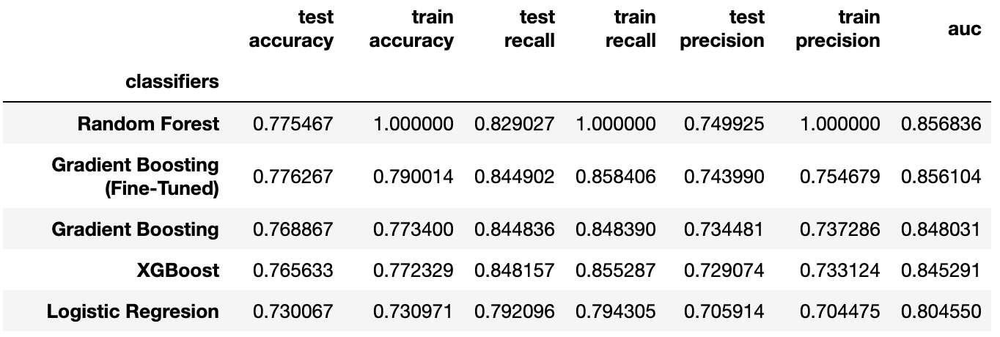 test accuracy train accuracy test recall train recall test precision train precision auc
classifiers
Random Forest 0.775467 1.000000 0.829027 1.000000 0.749925 1.000000 0.856836
Gradient Boosting (Fine-Tuned) 0.776267 0.790014 0.844902 0.858406 0.743990 0.754679 0.856104
Gradient Boosting 0.768867 0.773400 0.844836 0.848390 0.734481 0.737286 0.848031
XGBoost 0.765633 0.772329 0.848157 0.855287 0.729074 0.733124 0.845291
Logistic Regresion 0.730067 0.730971 0.792096 0.794305 0.705914 0.704475 0.804550